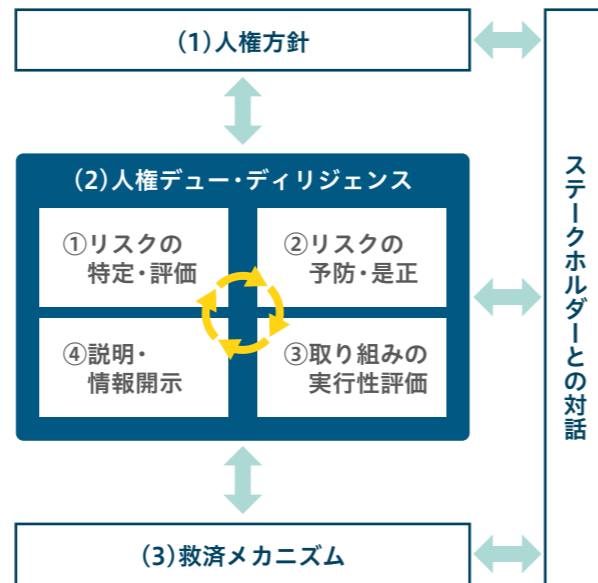 (1)人権方針
(2)人権デュー・ディリジェンス
①リスクの
特定・評価
②リスクの
予防・是正
④説明・
情報開示
③取り組みの
実行性評価
(3)救済メカニズム
ステークホルダーとの対話